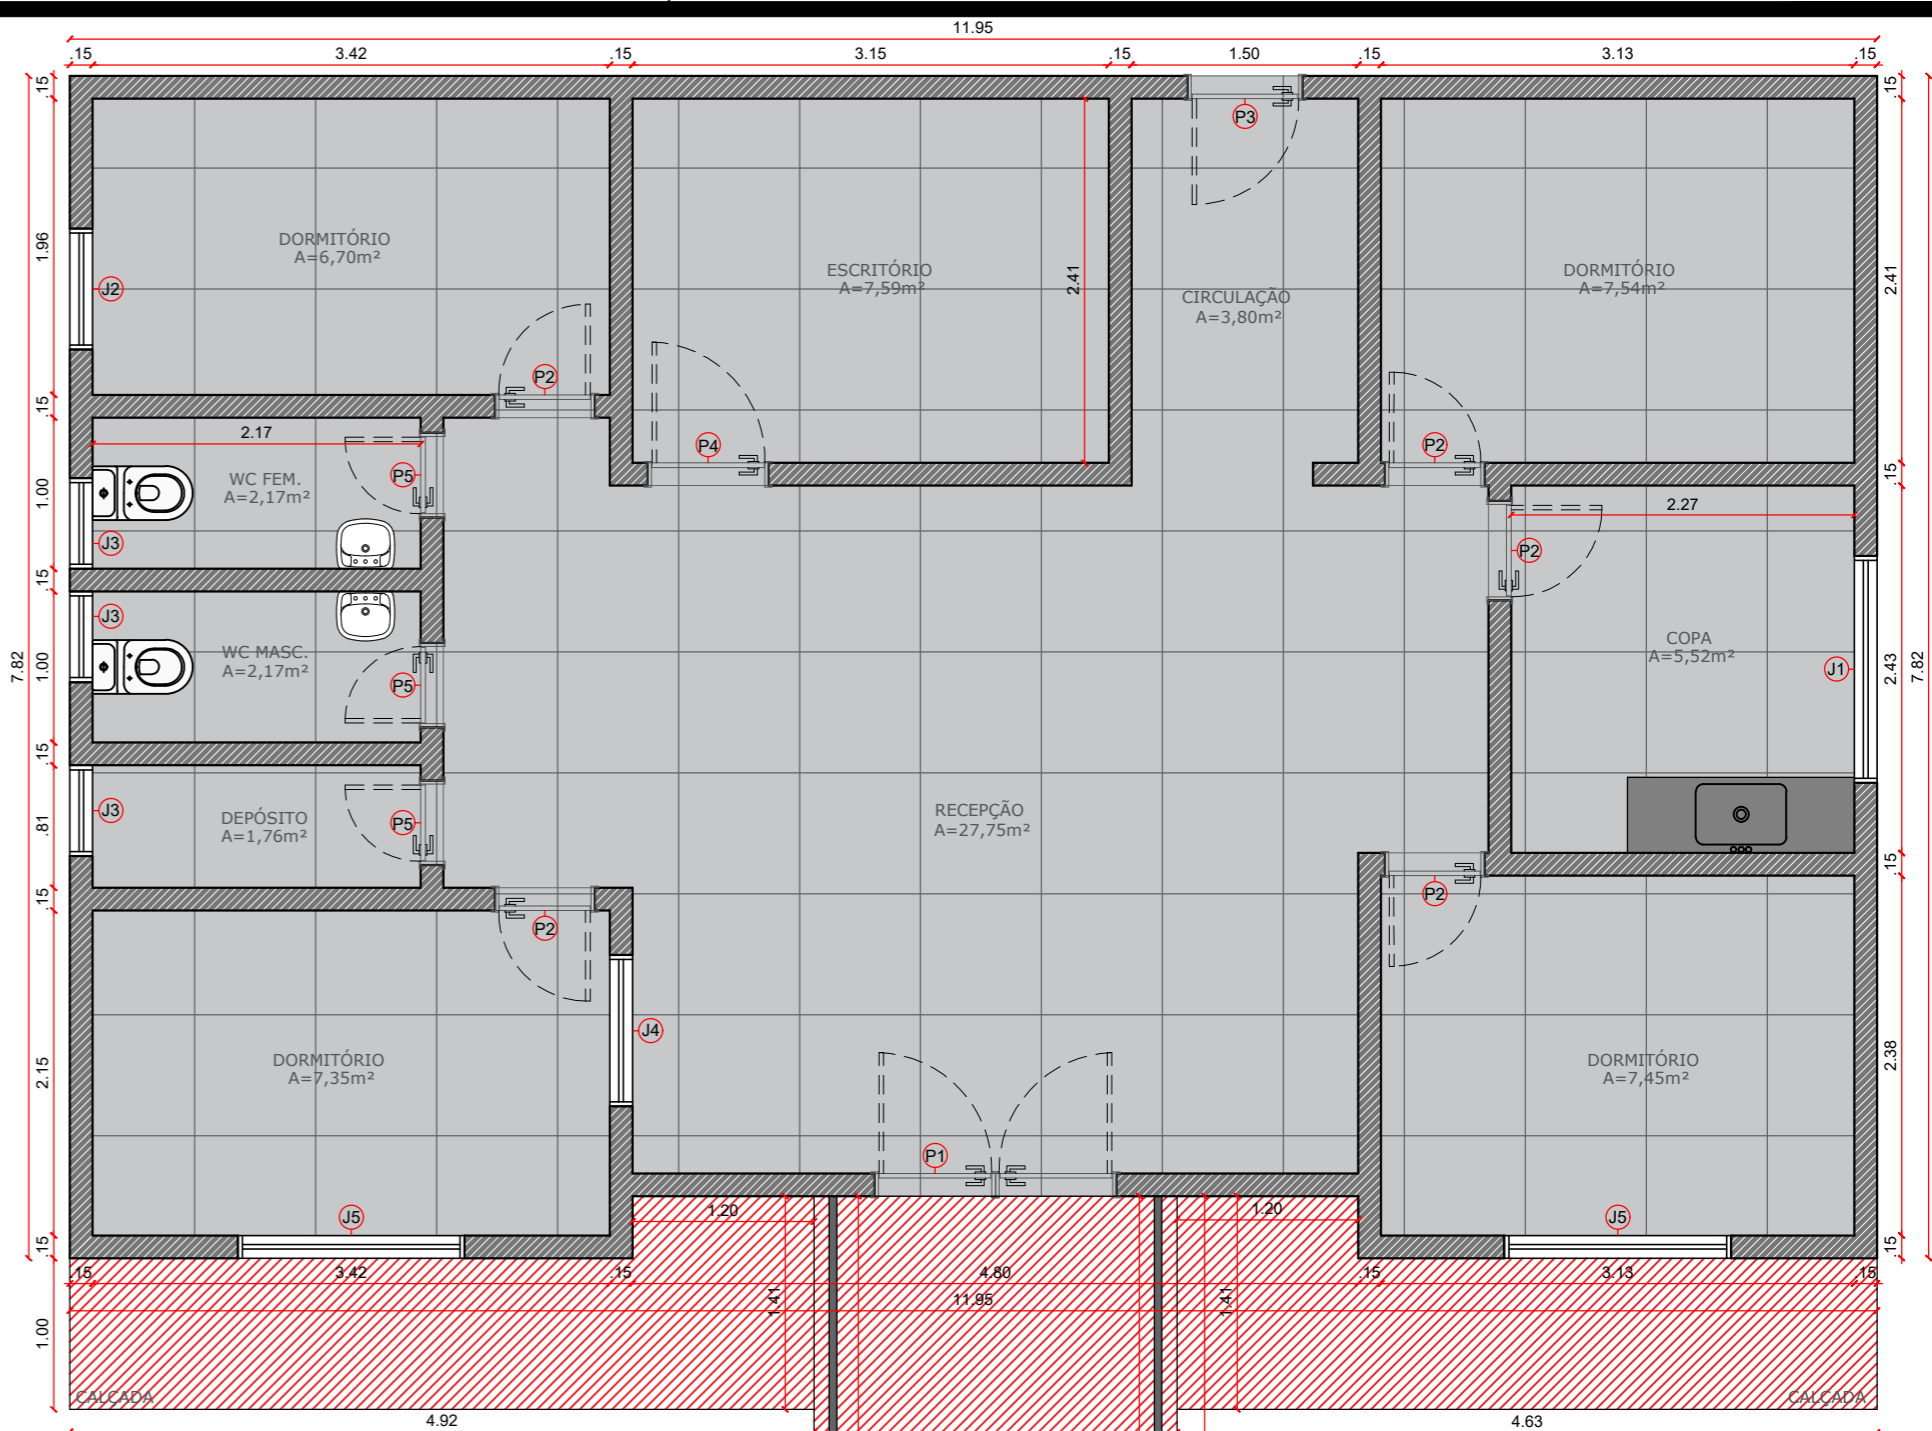 11.95
.15
3.42
.15
3.15
.15
1.50
.15
3.13
.15
.15
.15
P3
DORMITÓRIO
A=6,70m²
1.96
J2
ESCRITÓRIO
A=7,59m²
2.41
CIRCULAÇÃO
A=3,80m²
DORMITÓRIO
A=7,54m²
2.41
P2
P4
P2
.15
2.17
WC FEM.
A=2,17m²
P5
1.00
J3
.15
2.27
P2
.15
J3
WC MASC.
A=2,17m²
P5
1.00
7.82
COPA
A=5,52m²
J1
2.43
7.82
.15
J3
DEPÓSITO
A=1,76m²
P5
.81
RECEPÇÃO
A=27,75m²
.15
P2
.15
P2
DORMITÓRIO
A=7,35m²
2.15
J4
DORMITÓRIO
A=7,45m²
2.38
P1
J5
1.20
1.20
J5
.15
.15
.15
3.42
.15
4.80
.15
3.13
.15
11.95
1.41
1.41
1.00
CALÇADA
CALÇADA
4.92
4.63